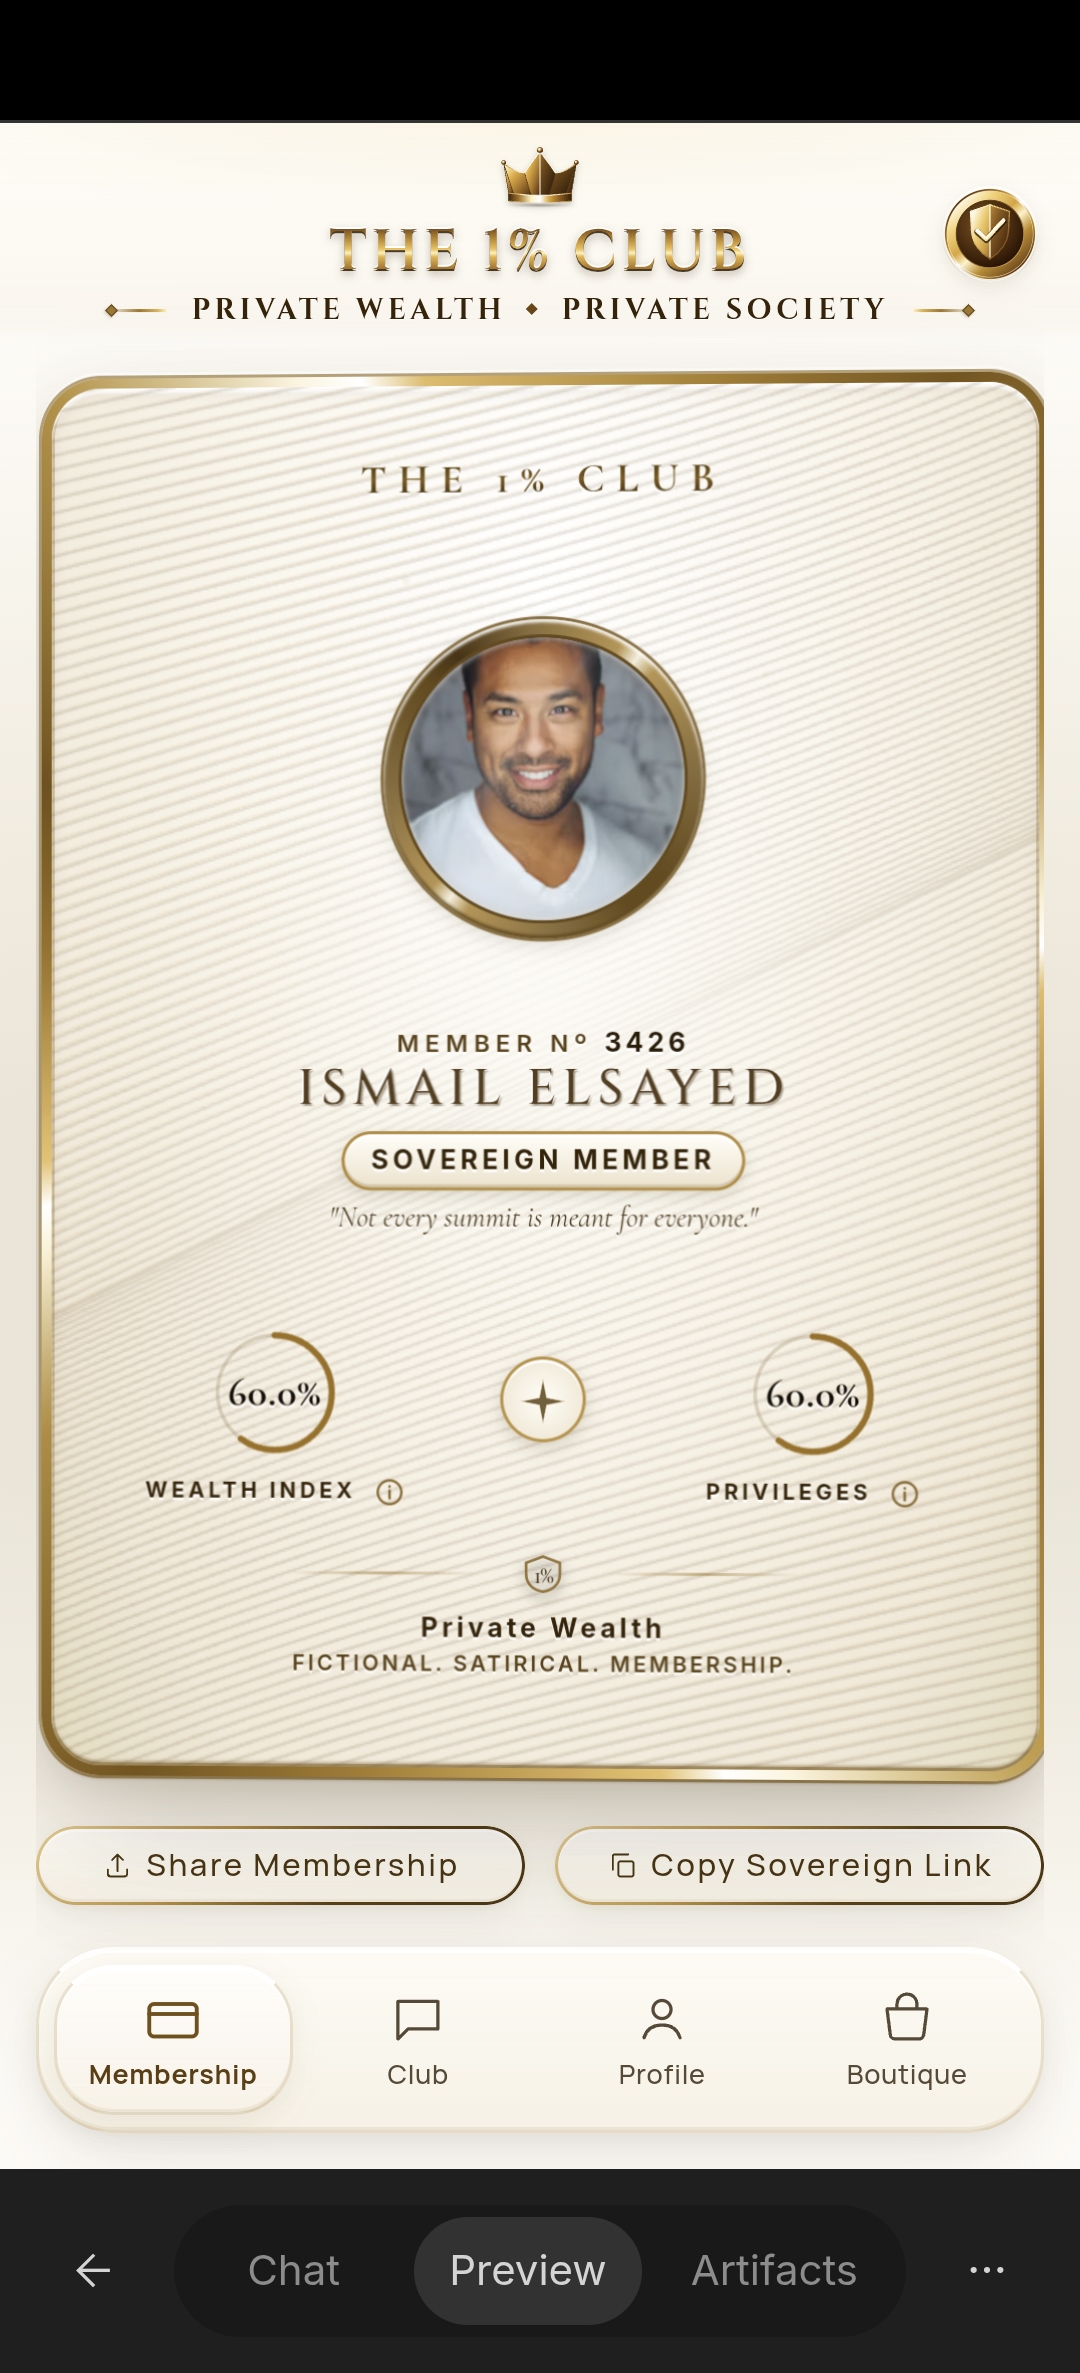 THE 1% CLUB
PRIVATE WEALTH ◆ PRIVATE SOCIETY
THE 1% CLUB
MEMBER Nº 3426
ISMAIL ELSAYED
SOVEREIGN MEMBER
"Not every summit is meant for everyone."
60.0% 60.0%
WEALTH INDEX PRIVILEGES
1%
Private Wealth
FICTIONAL. SATIRICAL. MEMBERSHIP.
Share Membership Copy Sovereign Link
Membership Club Profile Boutique
Chat Preview Artifacts